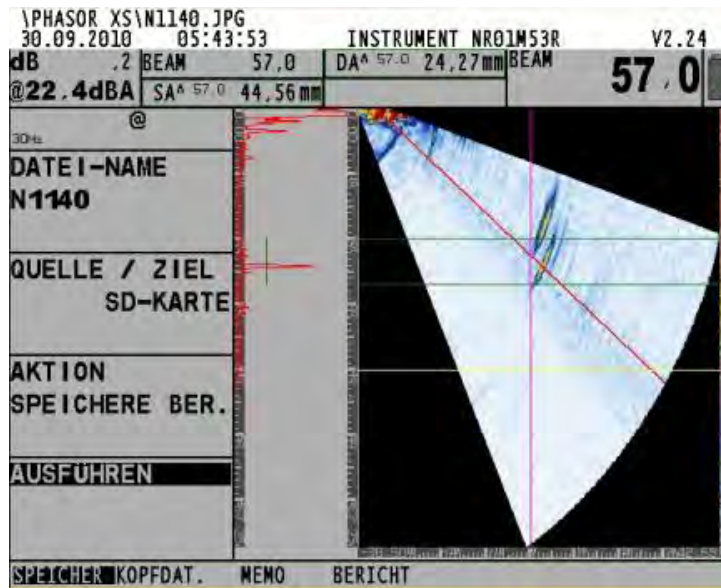 \PHASOR XS\N1140.JPG
30.09.2010 05:43:53 INSTRUMENT NR01M53R V2.24
dB .2 BEAM 57.0 DA^ 57.0 24,27mm BEAM 57.0
@22.4dBA SA^ 57.0 44,56mm
@
30Hz
DATEI-NAME
N1140
QUELLE / ZIEL
SD-KARTE
AKTION
SPEICHERE BER.
AUSFÜHREN
SPEICHER KOPFDAT. MEMO BERICHT